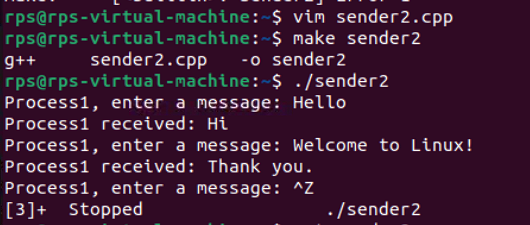 rps@rps-virtual-machine:~$ vim sender2.cpp
rps@rps-virtual-machine:~$ make sender2
g++     sender2.cpp   -o sender2
rps@rps-virtual-machine:~$ ./sender2
Process1, enter a message: Hello
Process1 received: Hi
Process1, enter a message: Welcome to Linux!
Process1 received: Thank you.
Process1, enter a message: ^Z
[3]+  Stopped                 ./sender2